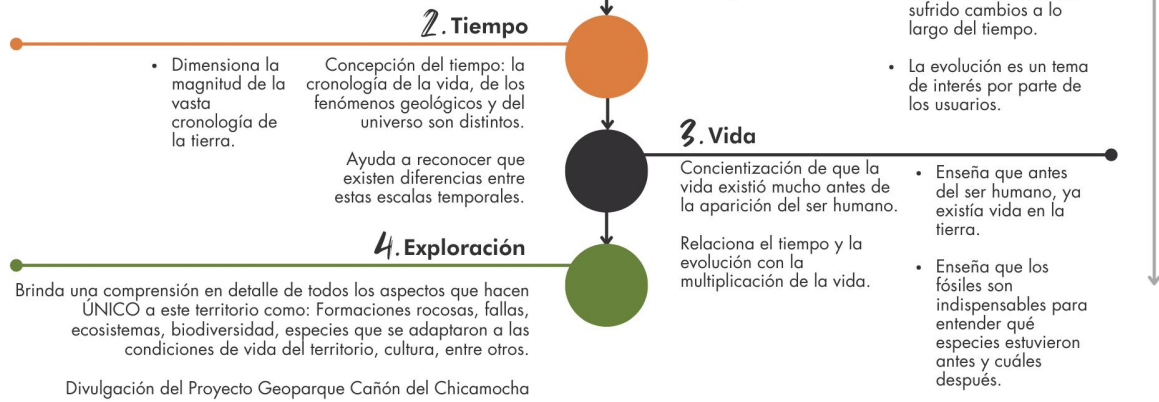 sufrido cambios a lo
largo del tiempo.
• La evolución es un tema
de interés por parte de
los usuarios.
2. Tiempo
• Dimensiona la
magnitud de la
vasta
cronología de
la tierra.
Concepción del tiempo: la
cronología de la vida, de los
fenómenos geológicos y del
universo son distintos.
Ayuda a reconocer que
existen diferencias entre
estas escalas temporales.
3. Vida
Concientización de que la
vida existió mucho antes de
la aparición del ser humano.
Relaciona el tiempo y la
evolución con la
multiplicación de la vida.
• Enseña que antes
del ser humano, ya
existía vida en la
tierra.
• Enseña que los
fósiles son
indispensables para
entender qué
especies estuvieron
antes y cuáles
después.
4. Exploración
Brinda una comprensión en detalle de todos los aspectos que hacen
ÚNICO a este territorio como: Formaciones rocosas, fallas,
ecosistemas, biodiversidad, especies que se adaptaron a las
condiciones de vida del territorio, cultura, entre otros.
Divulgación del Proyecto Geoparque Cañón del Chicamocha